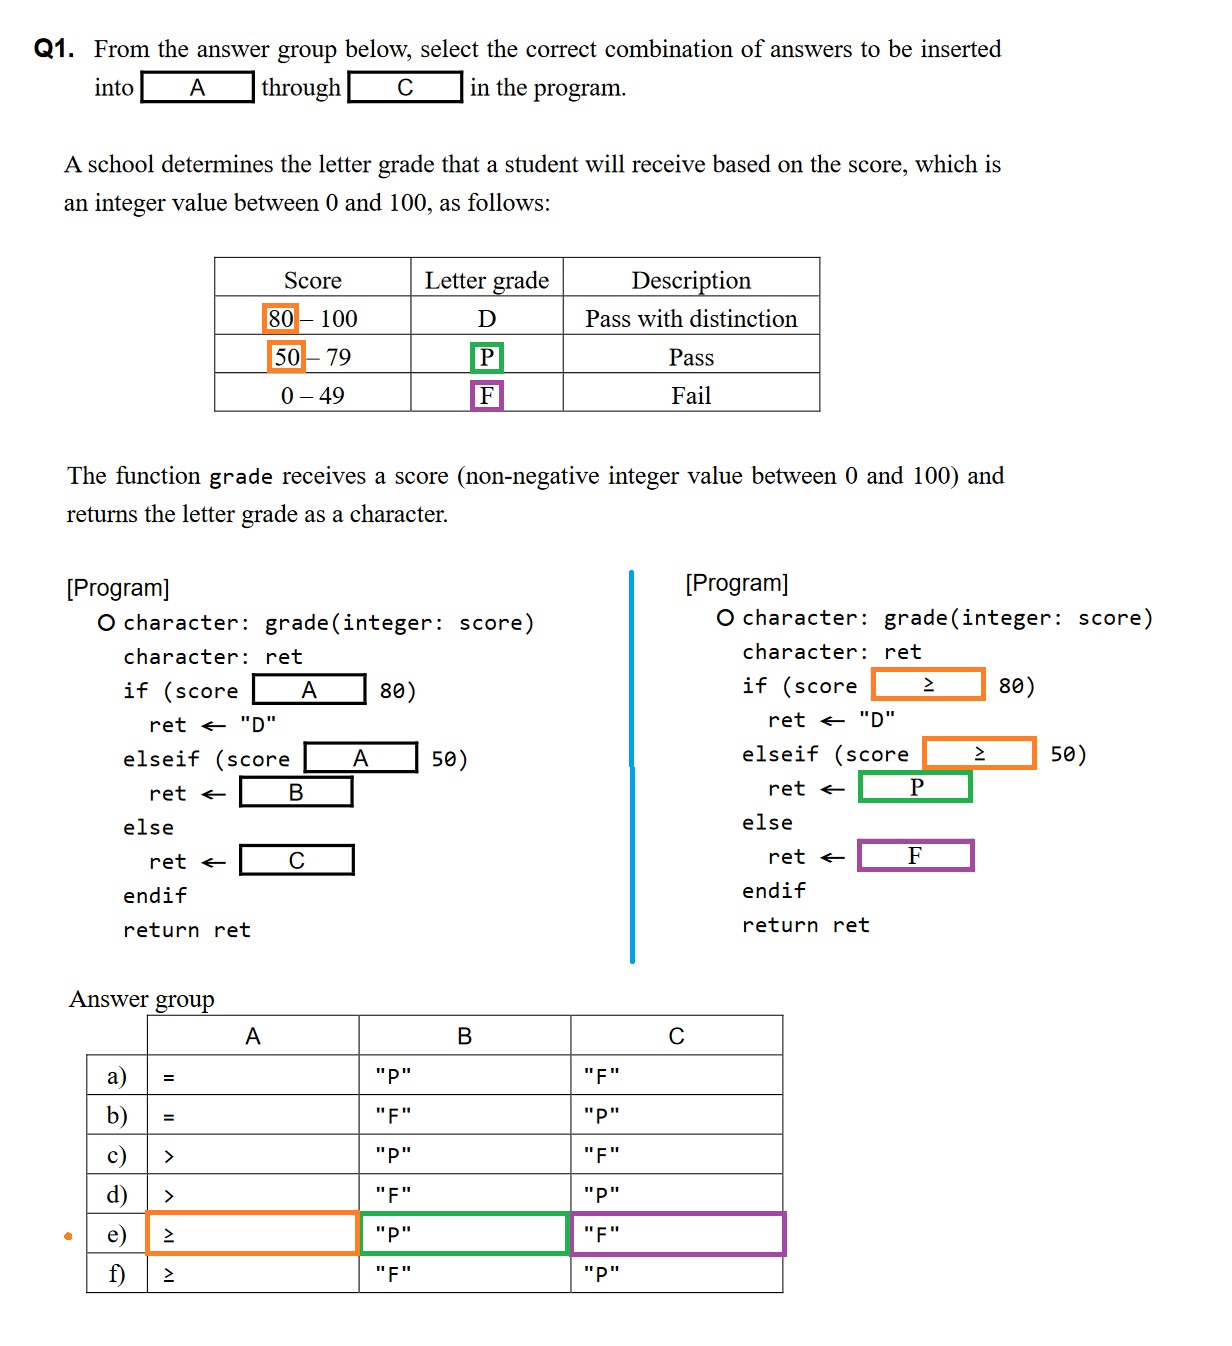 Q1. From the answer group below, select the correct combination of answers to be inserted
into A through C in the program.
A school determines the letter grade that a student will receive based on the score, which is
an integer value between 0 and 100, as follows:
Score Letter grade Description
80 – 100 D Pass with distinction
50 – 79 P Pass
0 – 49 F Fail
The function grade receives a score (non-negative integer value between 0 and 100) and
returns the letter grade as a character.
[Program]
○ character: grade(integer: score)
character: ret
if (score A 80)
ret ← "D"
elseif (score A 50)
ret ← B
else
ret ← C
endif
return ret
[Program]
○ character: grade(integer: score)
character: ret
if (score ≥ 80)
ret ← "D"
elseif (score ≥ 50)
ret ← P
else
ret ← F
endif
return ret
Answer group
A B C
a) = "P" "F"
b) = "F" "P"
c) > "P" "F"
d) > "F" "P"
e) ≥ "P" "F"
f) ≥ "F" "P"